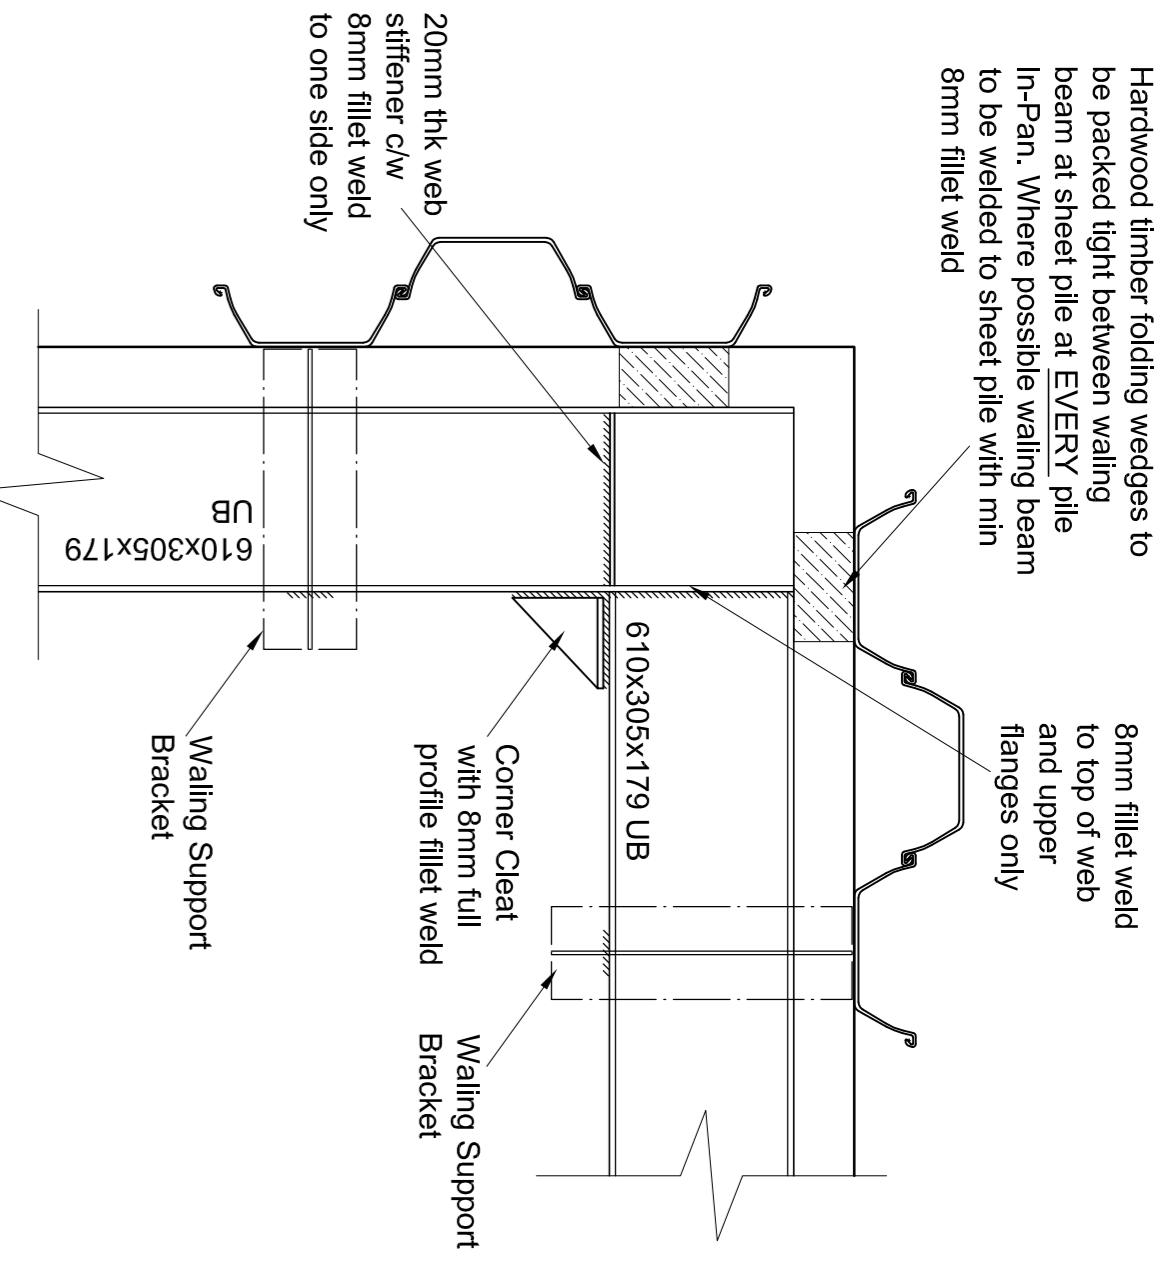 Hardwood timber folding wedges to
be packed tight between waling
beam at sheet pile at EVERY pile
In-Pan. Where possible waling beam
to be welded to sheet pile with min
8mm fillet weld
8mm fillet weld
to top of web
and upper
flanges only
20mm thk web
stiffener c/w
8mm fillet weld
to one side only
610x305x179 UB
610x305x179
UB
Corner Cleat
with 8mm full
profile fillet weld
Waling Support
Bracket
Waling Support
Bracket